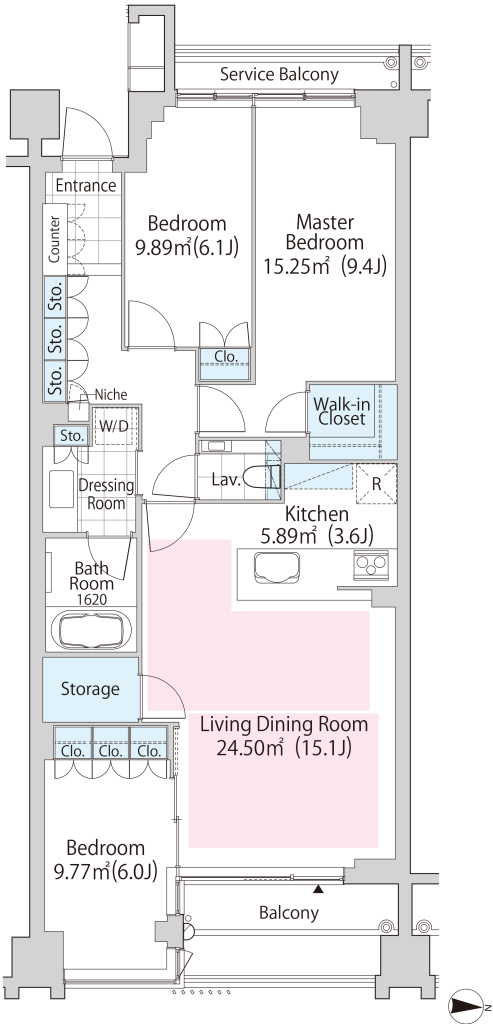 Service Balcony
Entrance
Counter
Bedroom
9.89㎡(6.1J)
Master
Bedroom
15.25㎡ (9.4J)
Sto.
Sto.
Sto.
Clo.
Niche
Walk-in
Closet
W/D
Sto.
Lav.
Dressing
Room
R
Kitchen
5.89㎡ (3.6J)
Bath
Room
1620
Storage
Living Dining Room
24.50㎡ (15.1J)
Clo.
Clo.
Clo.
Bedroom
9.77㎡(6.0J)
Balcony
N